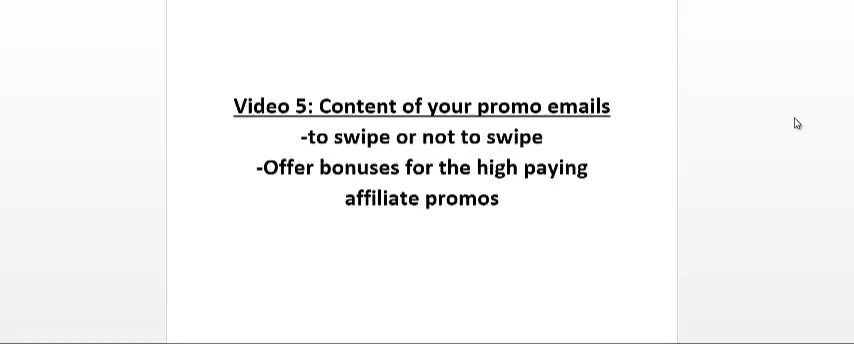 Video 5: Content of your promo emails
-to swipe or not to swipe
-Offer bonuses for the high paying
affiliate promos